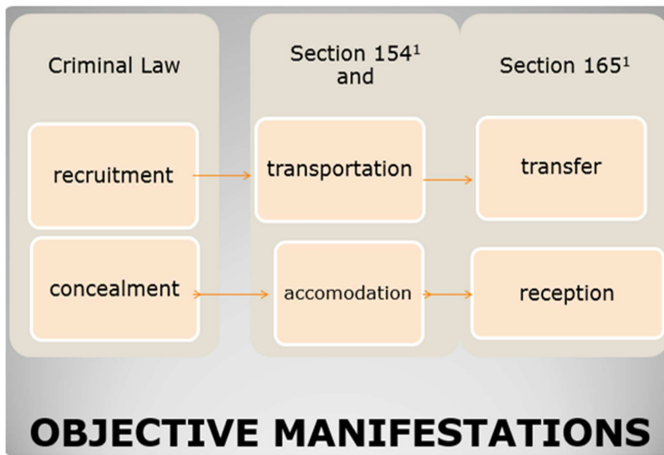 Criminal Law
Section 154¹
and
Section 165¹
recruitment
transportation
transfer
concealment
accomodation
reception
OBJECTIVE MANIFESTATIONS